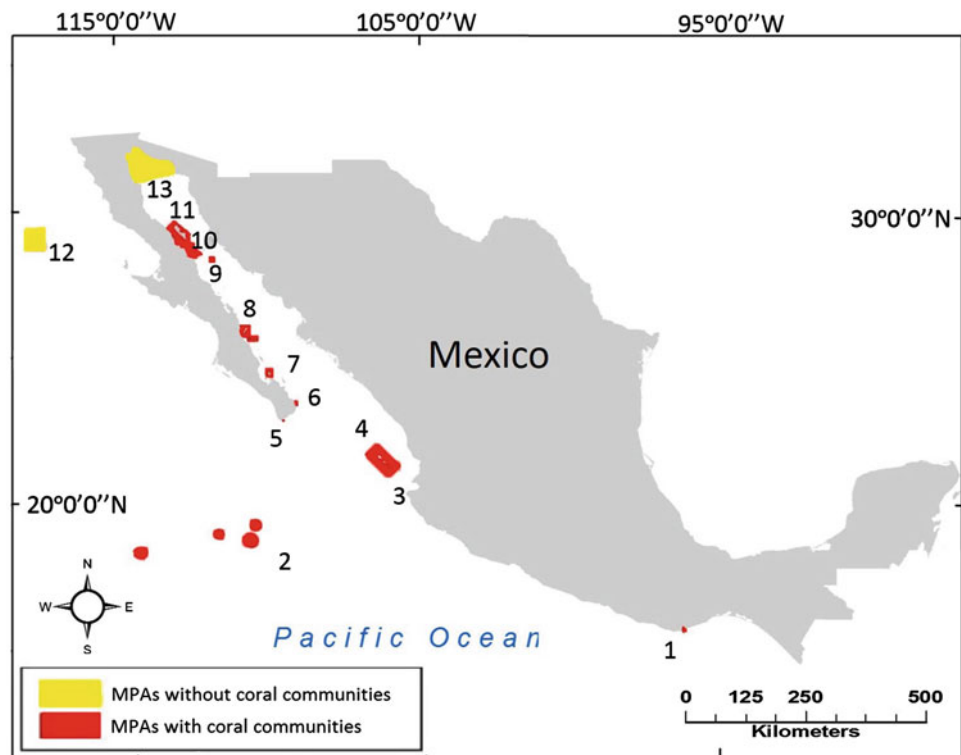 115°0'0''W 105°0'0''W 95°0'0''W
30°0'0''N
13
11
12
10
9
8
Mexico
7
6
4
5
3
20°0'0''N
2
N
W E
S
Pacific Ocean
1
MPAs without coral communities
MPAs with coral communities
0 125 250 500
Kilometers